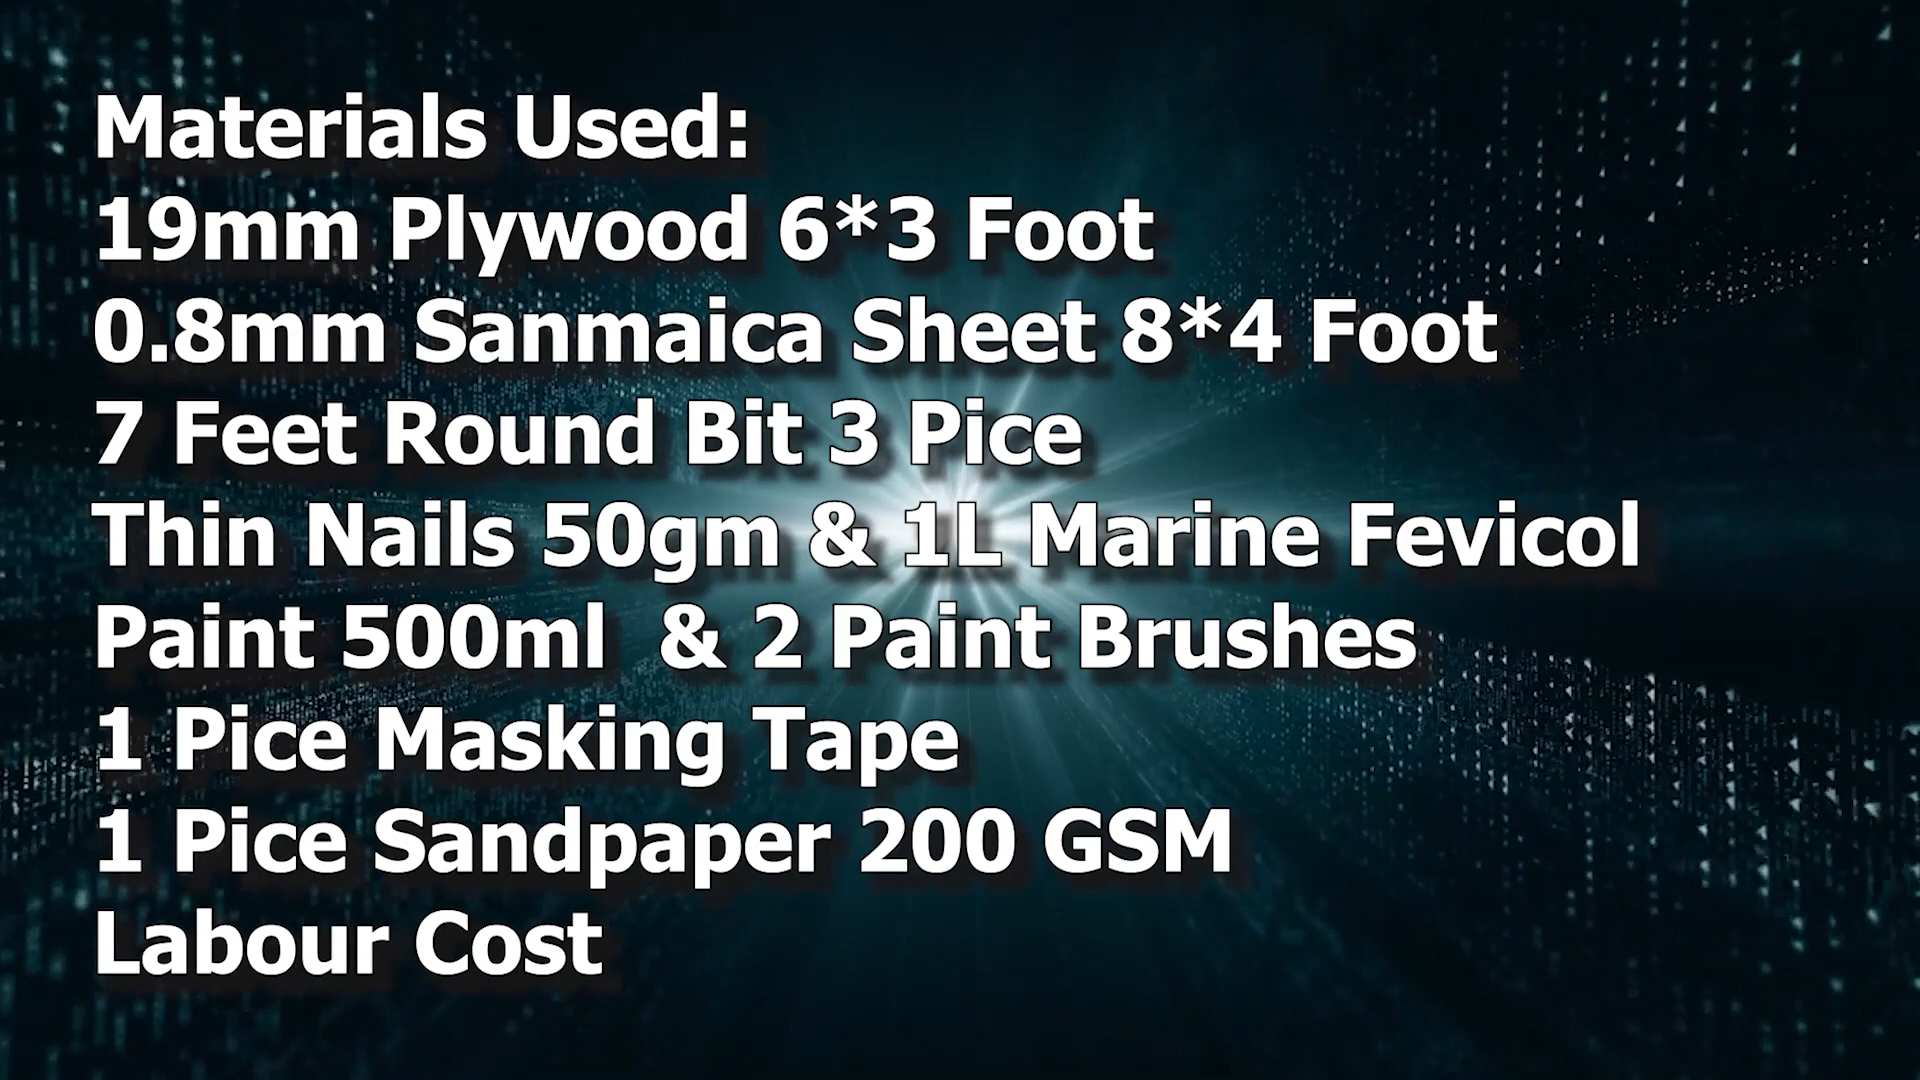 Materials Used:
19mm Plywood 6*3 Foot
0.8mm Sanmaica Sheet 8*4 Foot
7 Feet Round Bit 3 Pice
Thin Nails 50gm & 1L Marine Fevicol
Paint 500ml  & 2 Paint Brushes
1 Pice Masking Tape
1 Pice Sandpaper 200 GSM
Labour Cost